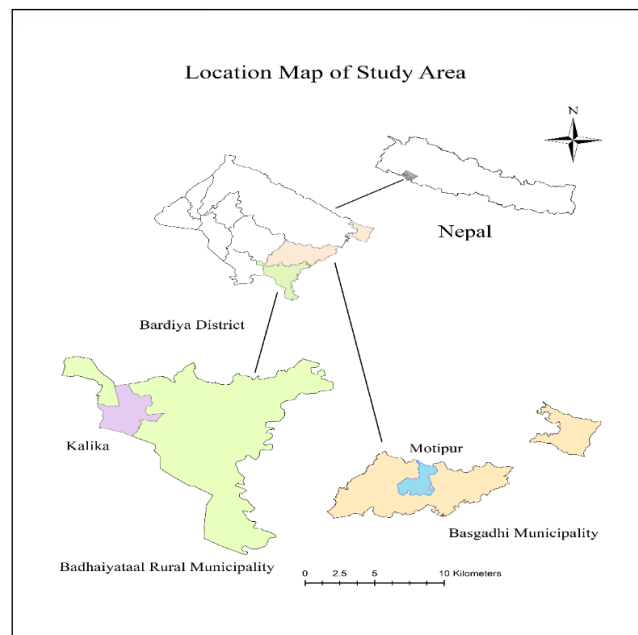 Location Map of Study Area
N
Nepal
Bardiya District
Kalika
Motipur
Basgadhi Municipality
Badhaiyataal Rural Municipality
0 2.5 5 10 Kilometers